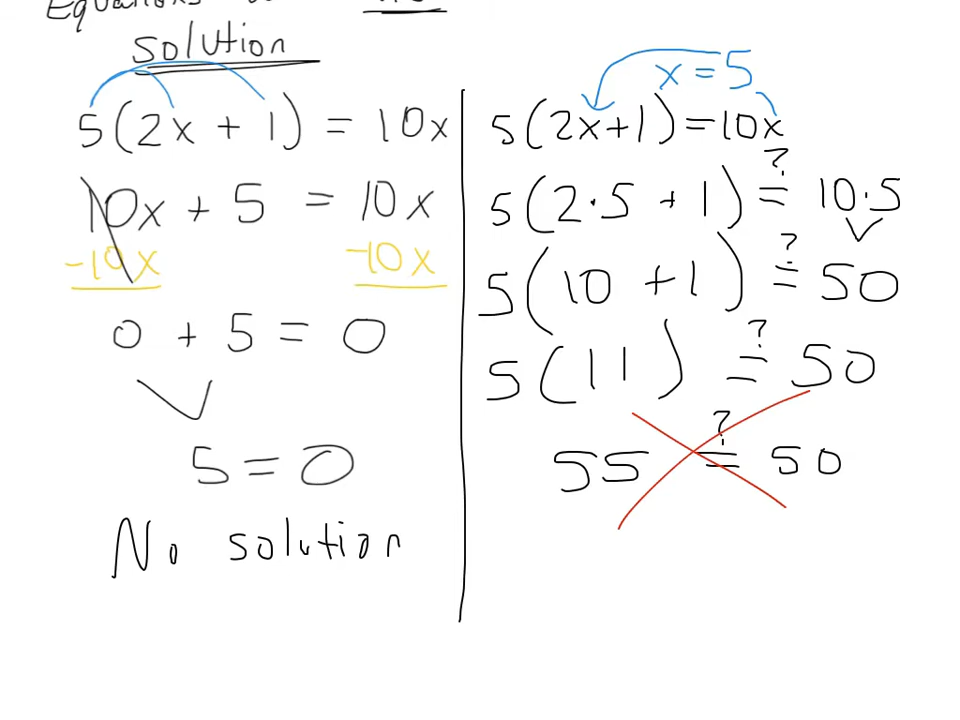 solution
5(2x + 1) = 10x
10x + 5 = 10x
-10x -10x
0 + 5 = 0
5 = 0
No solution
x = 5
5(2x+1) = 10x
5(2·5 + 1) ≟ 10·5
5(10 + 1) ≟ 50
5(11) ≟ 50
55 ≟ 50